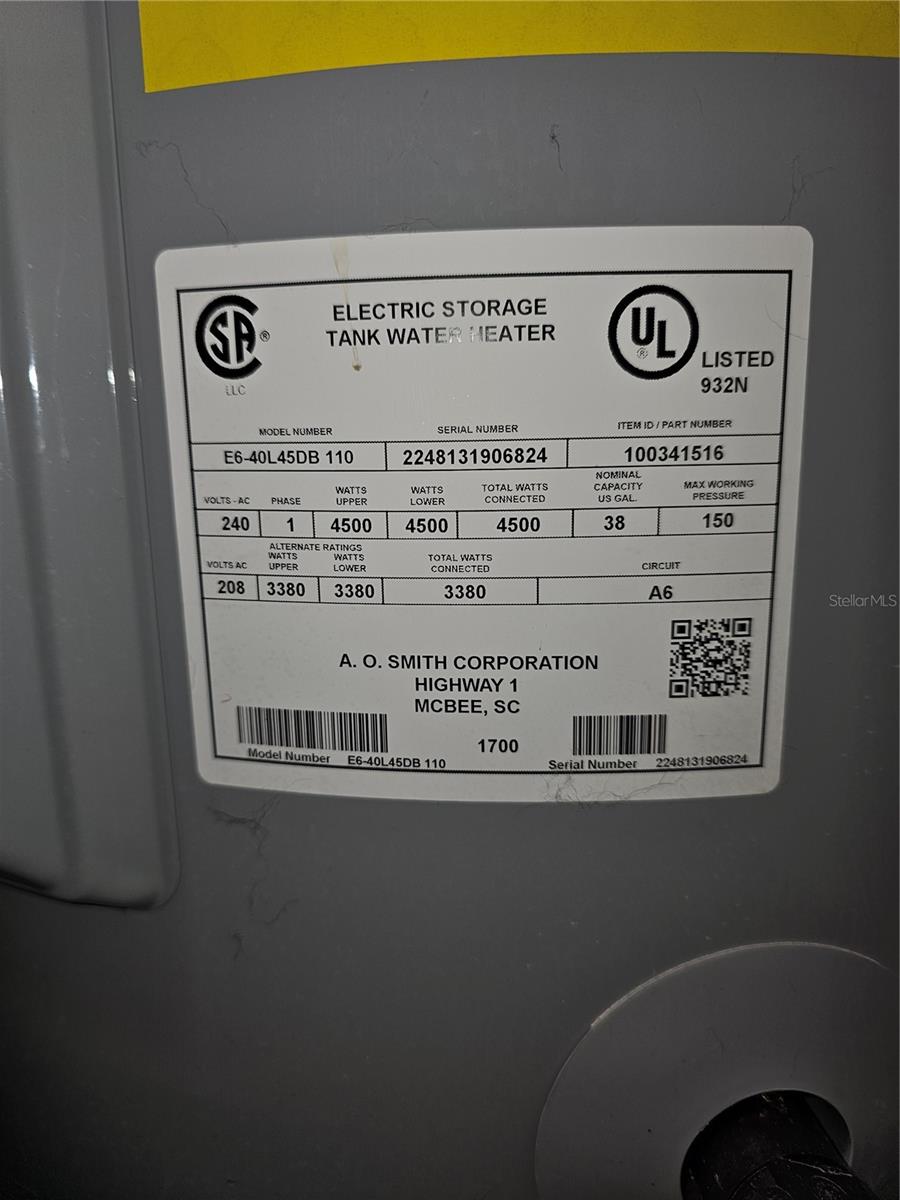 SA®
LLC
ELECTRIC STORAGE
TANK WATER HEATER
UL
®
LISTED
932N
MODEL NUMBER SERIAL NUMBER ITEM ID / PART NUMBER
E6-40L45DB 110 2248131906824 100341516
VOLTS - AC PHASE WATTS UPPER WATTS LOWER TOTAL WATTS CONNECTED NOMINAL CAPACITY US GAL. MAX WORKING PRESSURE
240 1 4500 4500 4500 38 150
ALTERNATE RATINGS
VOLTS AC WATTS UPPER WATTS LOWER TOTAL WATTS CONNECTED CIRCUIT
208 3380 3380 3380 A6
StellarMLS
A. O. SMITH CORPORATION
HIGHWAY 1
MCBEE, SC
1700
Model Number E6-40L45DB 110 Serial Number 2248131906824